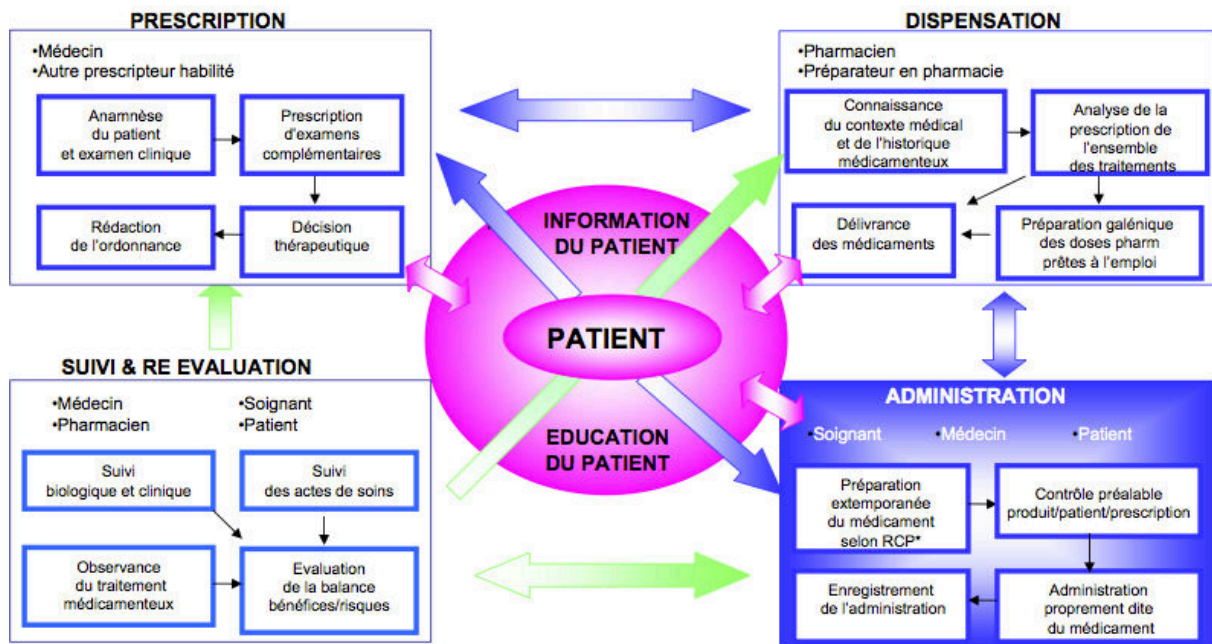 PRESCRIPTION
•Médecin
•Autre prescripteur habilité
Anamnèse
du patient
et examen clinique
Prescription
d'examens
complémentaires
Rédaction
de l'ordonnance
Décision
thérapeutique
DISPENSATION
•Pharmacien
•Préparateur en pharmacie
Connaissance
du contexte médical
et de l'historique
médicamenteux
Analyse de la
prescription de
l'ensemble
des traitements
Délivrance
des médicaments
Préparation galénique
des doses pharm
prêtes à l'emploi
INFORMATION
DU PATIENT
PATIENT
EDUCATION
DU PATIENT
SUIVI & RE EVALUATION
•Médecin
•Pharmacien
•Soignant
•Patient
Suivi
biologique et clinique
Suivi
des actes de soins
Observance
du traitement
médicamenteux
Evaluation
de la balance
bénéfices/risques
ADMINISTRATION
•Soignant
•Médecin
•Patient
Préparation
extemporanée
du médicament
selon RCP*
Contrôle préalable
produit/patient/prescription
Enregistrement
de l'administration
Administration
proprement dite
du médicament